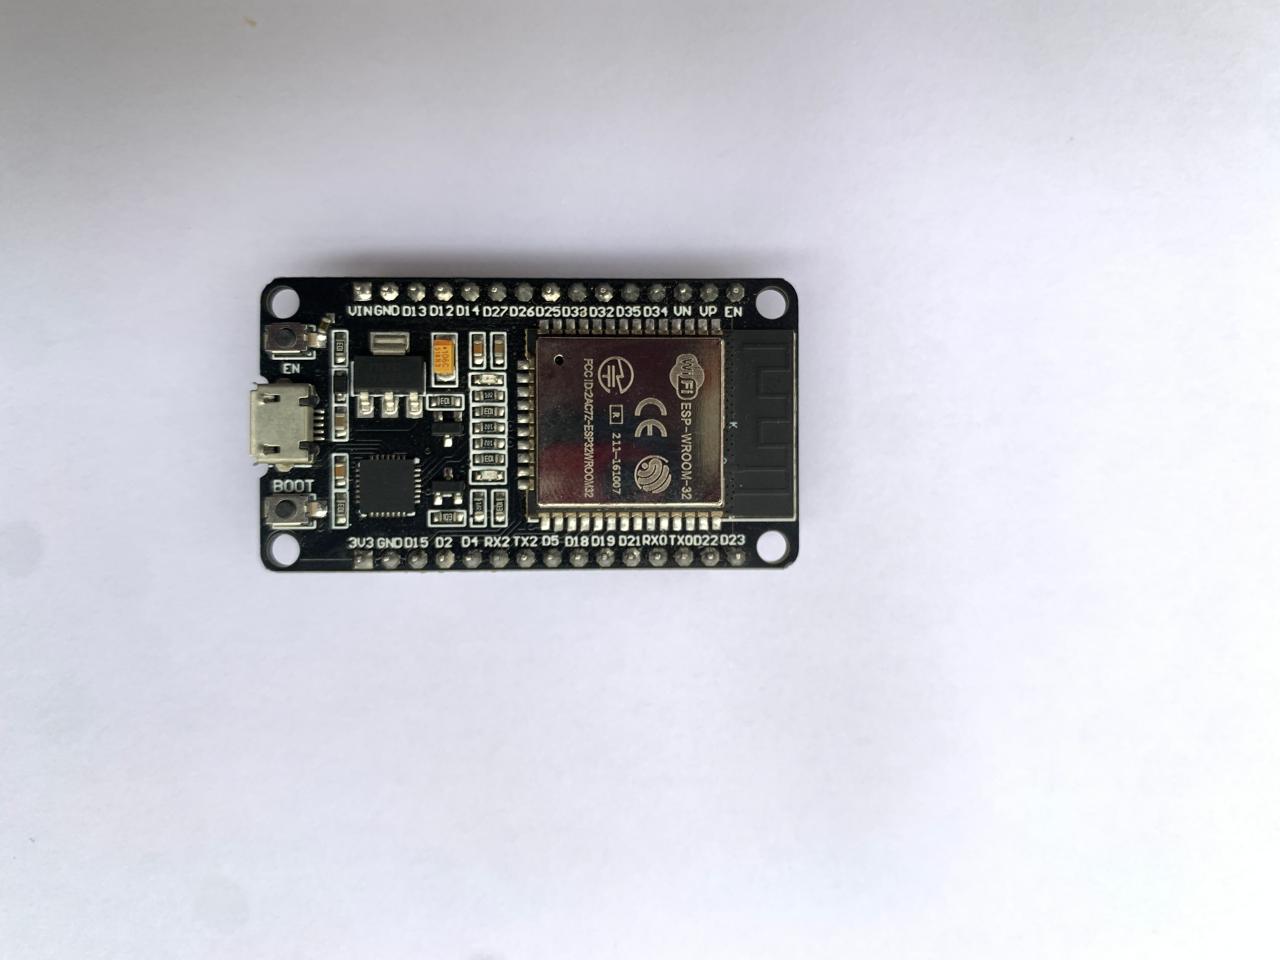 VIN GND D13 D12 D14 D27 D26 D25 D33 D32 D35 D34 VN VP EN
EN
BOOT
WiFi
ESP-WROOM-32
CE
R 211-161007
FCC ID:2AC7Z-ESP32WROOM32
3V3 GND D15 D2 D4 RX2 TX2 D5 D18 D19 D21 RX0 TX0 D22 D23